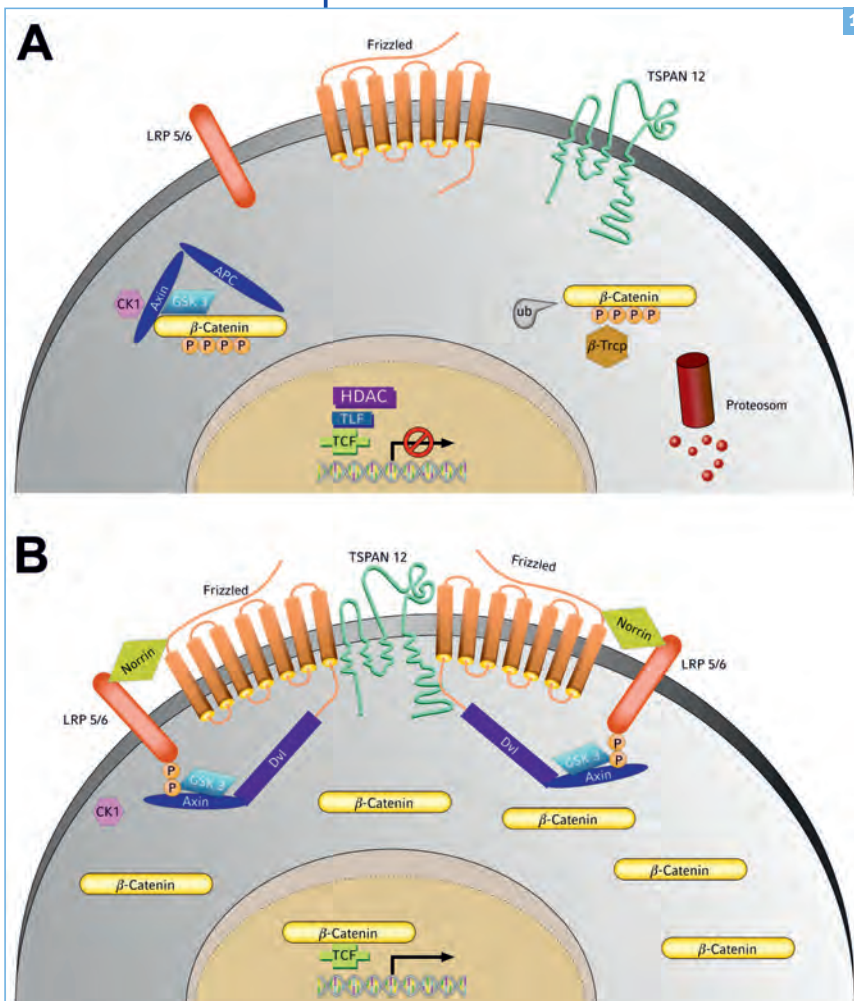 1
A
Frizzled
TSPAN 12
LRP 5/6
APC
Axin
CK1
GSK 3
β-Catenin
P P P P
ub
β-Catenin
P P P P
β-Trcp
Proteosom
HDAC
TLF
TCF
B
TSPAN 12
Frizzled
Frizzled
Norrin
Norrin
LRP 5/6
LRP 5/6
P
P
GSK 3
Axin
Dvl
Dvl
P
P
GSK 3
Axin
CK1
β-Catenin
β-Catenin
β-Catenin
β-Catenin
β-Catenin
β-Catenin
TCF